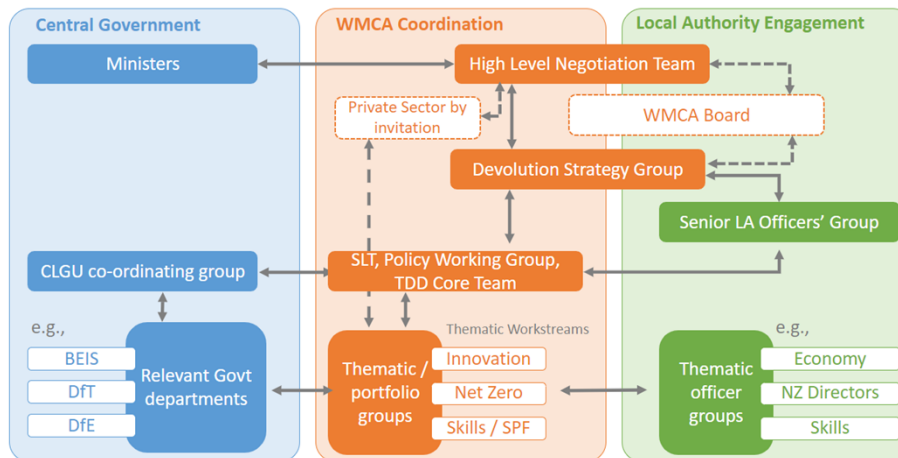 Central Government
WMCA Coordination
Local Authority Engagement
Ministers
High Level Negotiation Team
Private Sector by
invitation
WMCA Board
Devolution Strategy Group
Senior LA Officers' Group
CLGU co-ordinating group
SLT, Policy Working Group,
TDD Core Team
e.g.,
BEIS
DfT
DfE
Relevant Govt
departments
Thematic Workstreams
Thematic /
portfolio
groups
Innovation
Net Zero
Skills / SPF
e.g.,
Thematic
officer
groups
Economy
NZ Directors
Skills